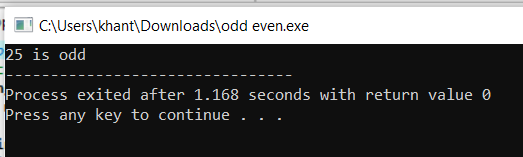 C:\Users\khant\Downloads\odd even.exe
25 is odd
--------------------------------
Process exited after 1.168 seconds with return value 0
Press any key to continue . . .